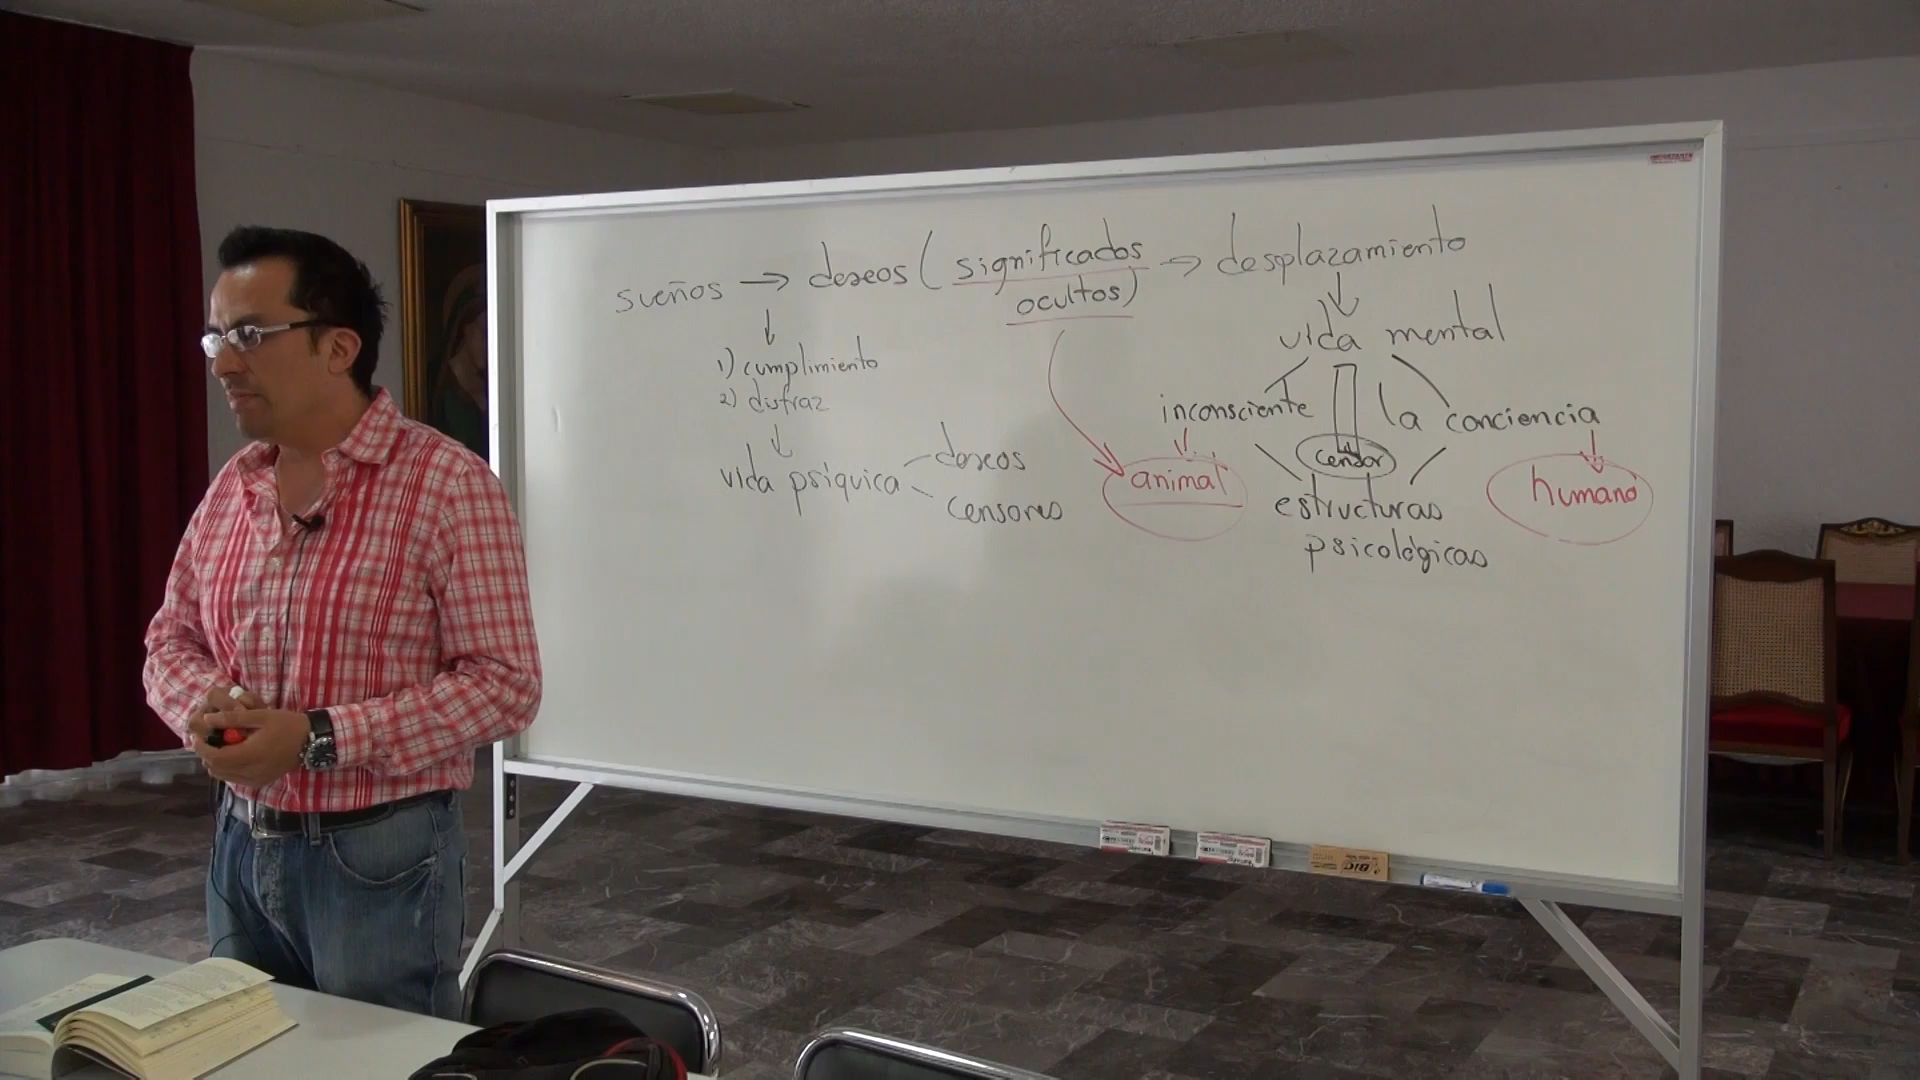 sueños → deseos ( significados → desplazamiento
ocultos)
1) cumplimiento
2) disfraz
vida psíquica
deseos
censores
vida mental
inconsciente
la conciencia
censor
animal
humano
estructuras
psicológicas
BIC